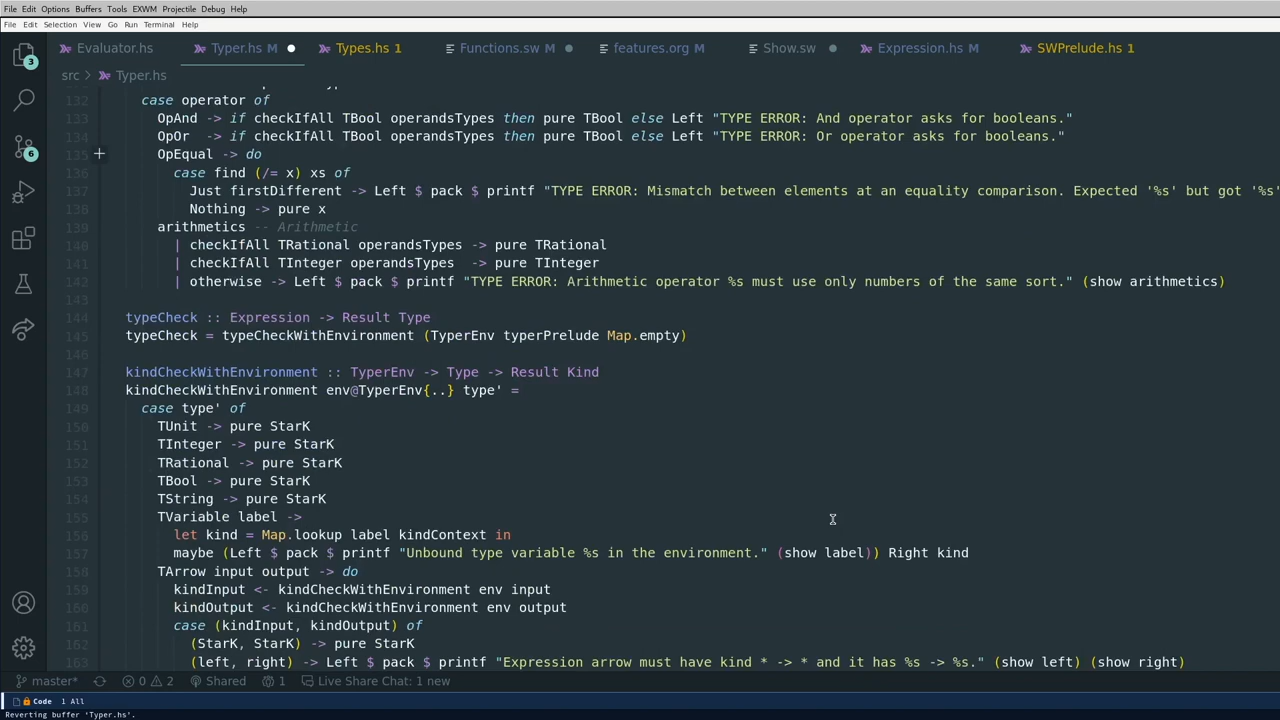 File Edit Options Buffers Tools EXWM Projectile Debug Help
File Edit Selection View Go Run Terminal Help
Evaluator.hs Typer.hs M Types.hs 1 Functions.sw M features.org M Show.sw Expression.hs M SWPrelude.hs 1
src > Typer.hs
132 case operator of
133 OpAnd -> if checkIfAll TBool operandsTypes then pure TBool else Left "TYPE ERROR: And operator asks for booleans."
134 OpOr  -> if checkIfAll TBool operandsTypes then pure TBool else Left "TYPE ERROR: Or operator asks for booleans."
135 OpEqual -> do
136 case find (/= x) xs of
137 Just firstDifferent -> Left $ pack $ printf "TYPE ERROR: Mismatch between elements at an equality comparison. Expected '%s' but got '%s'
138 Nothing -> pure x
139 arithmetics -- Arithmetic
140 | checkIfAll TRational operandsTypes -> pure TRational
141 | checkIfAll TInteger operandsTypes  -> pure TInteger
142 | otherwise -> Left $ pack $ printf "TYPE ERROR: Arithmetic operator %s must use only numbers of the same sort." (show arithmetics)
143
144 typeCheck :: Expression -> Result Type
145 typeCheck = typeCheckWithEnvironment (TyperEnv typerPrelude Map.empty)
146
147 kindCheckWithEnvironment :: TyperEnv -> Type -> Result Kind
148 kindCheckWithEnvironment env@TyperEnv{..} type' =
149 case type' of
150 TUnit -> pure StarK
151 TInteger -> pure StarK
152 TRational -> pure StarK
153 TBool -> pure StarK
154 TString -> pure StarK
155 TVariable label ->
156 let kind = Map.lookup label kindContext in
157 maybe (Left $ pack $ printf "Unbound type variable %s in the environment." (show label)) Right kind
158 TArrow input output -> do
159 kindInput <- kindCheckWithEnvironment env input
160 kindOutput <- kindCheckWithEnvironment env output
161 case (kindInput, kindOutput) of
162 (StarK, StarK) -> pure StarK
163 (left, right) -> Left $ pack $ printf "Expression arrow must have kind * -> * and it has %s -> %s." (show left) (show right)
3
6
master* 0 2 Shared 1 Live Share Chat: 1 new
Code 1 All
Reverting buffer 'Typer.hs'.